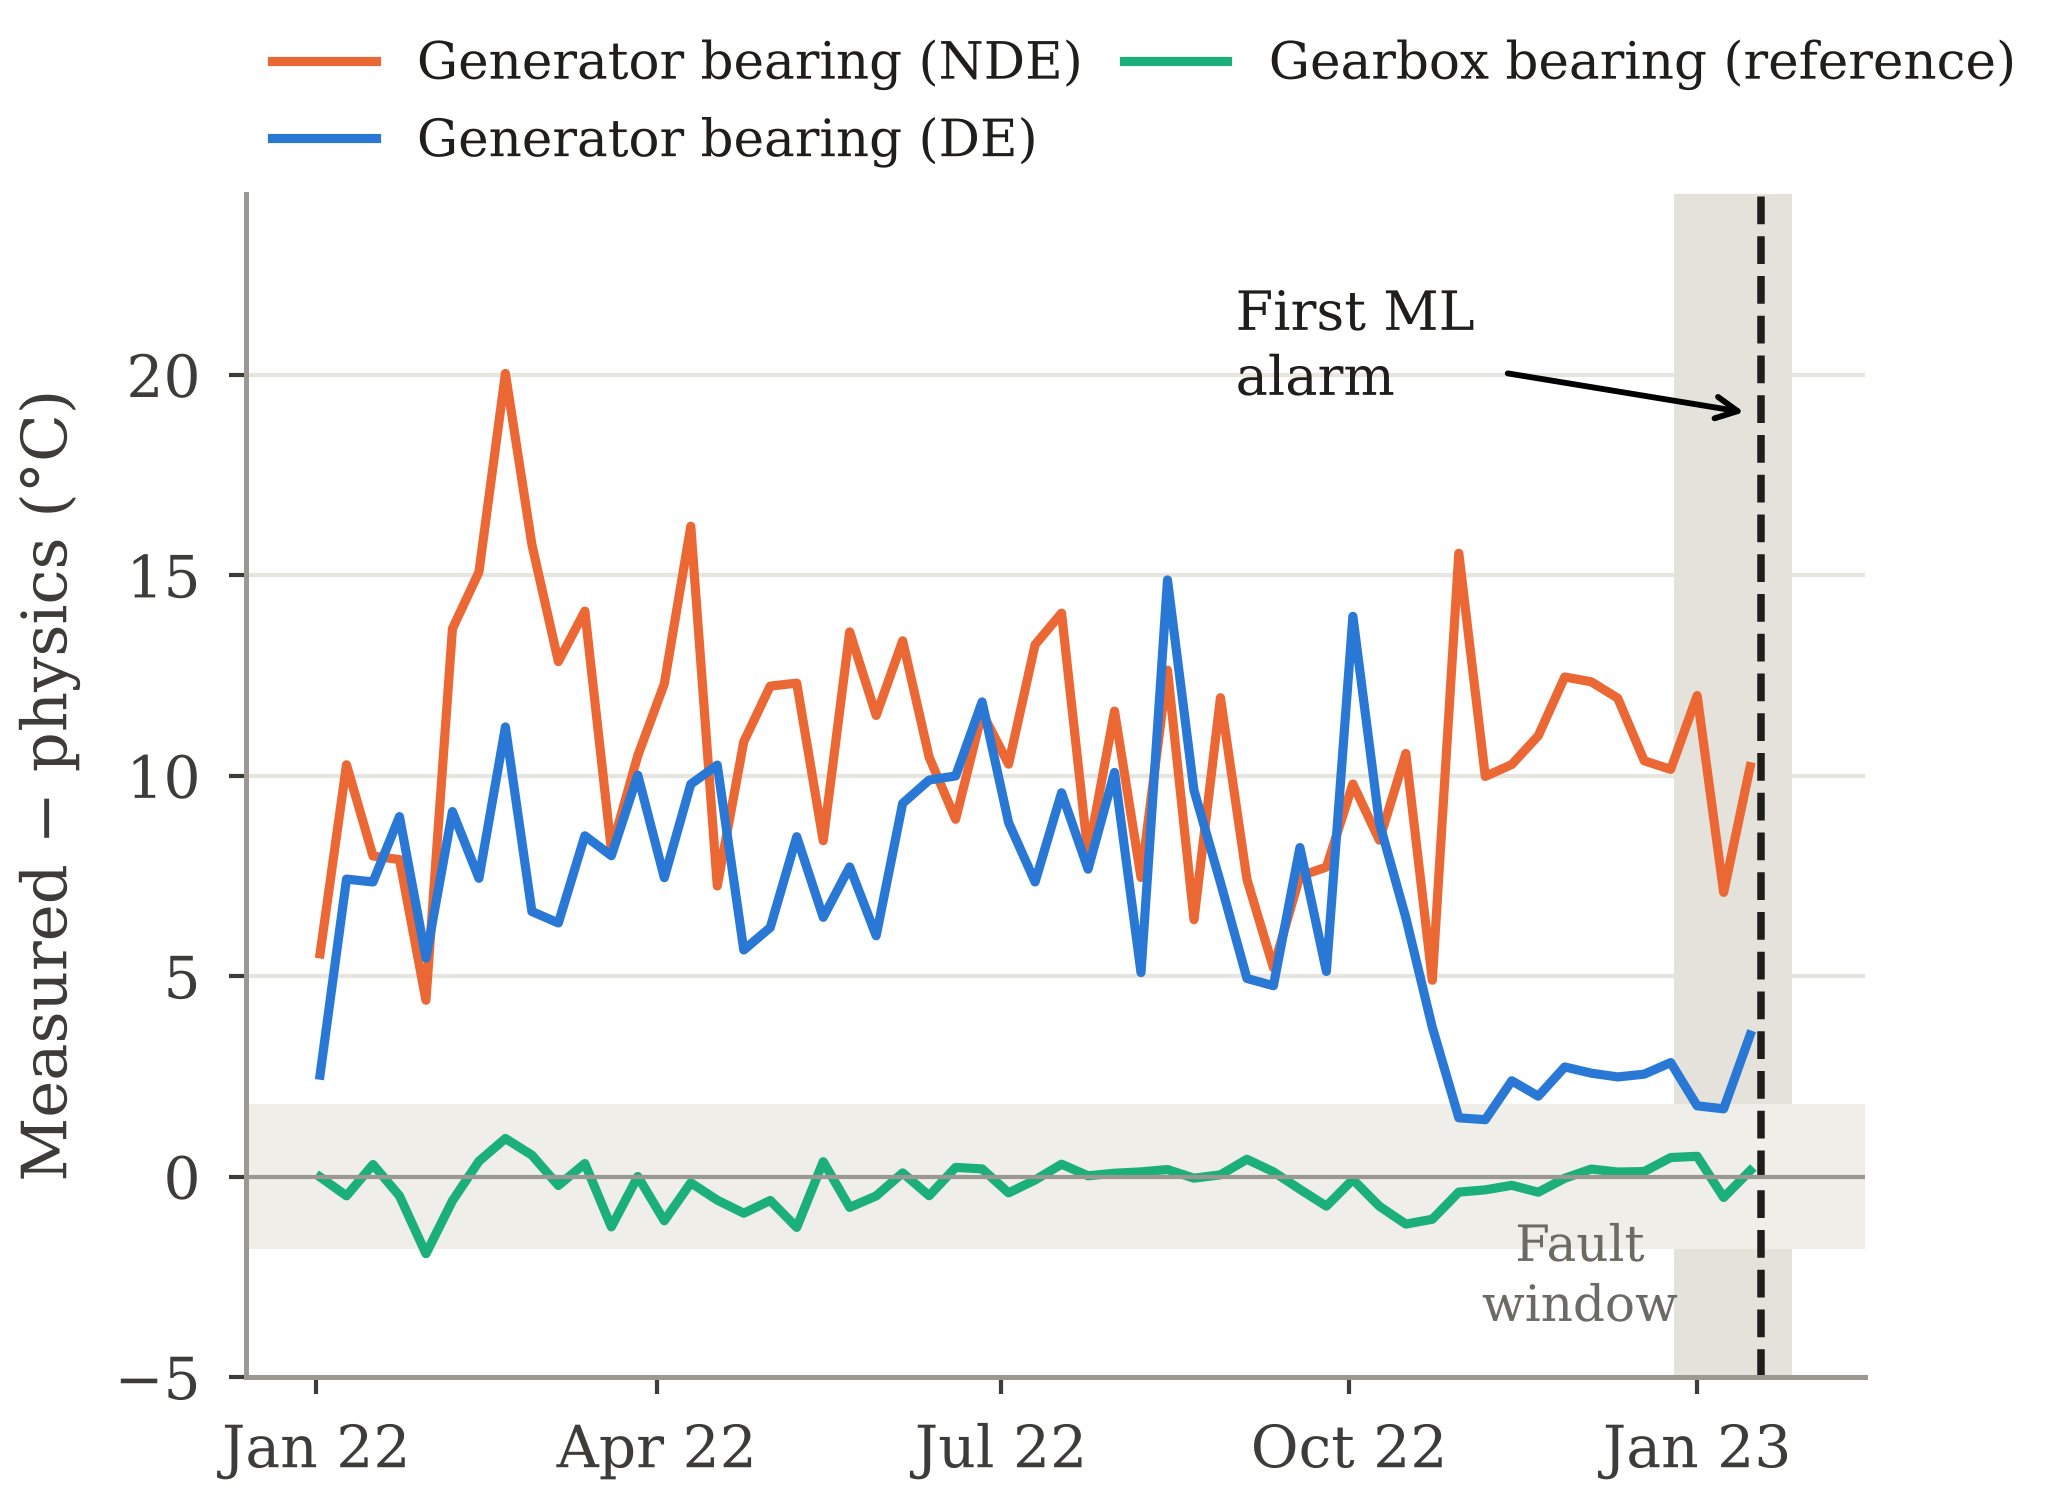 Generator bearing (NDE)
Generator bearing (DE)
Gearbox bearing (reference)
Measured − physics (°C)
20
15
10
5
0
−5
First ML
alarm
Fault
window
Jan 22
Apr 22
Jul 22
Oct 22
Jan 23